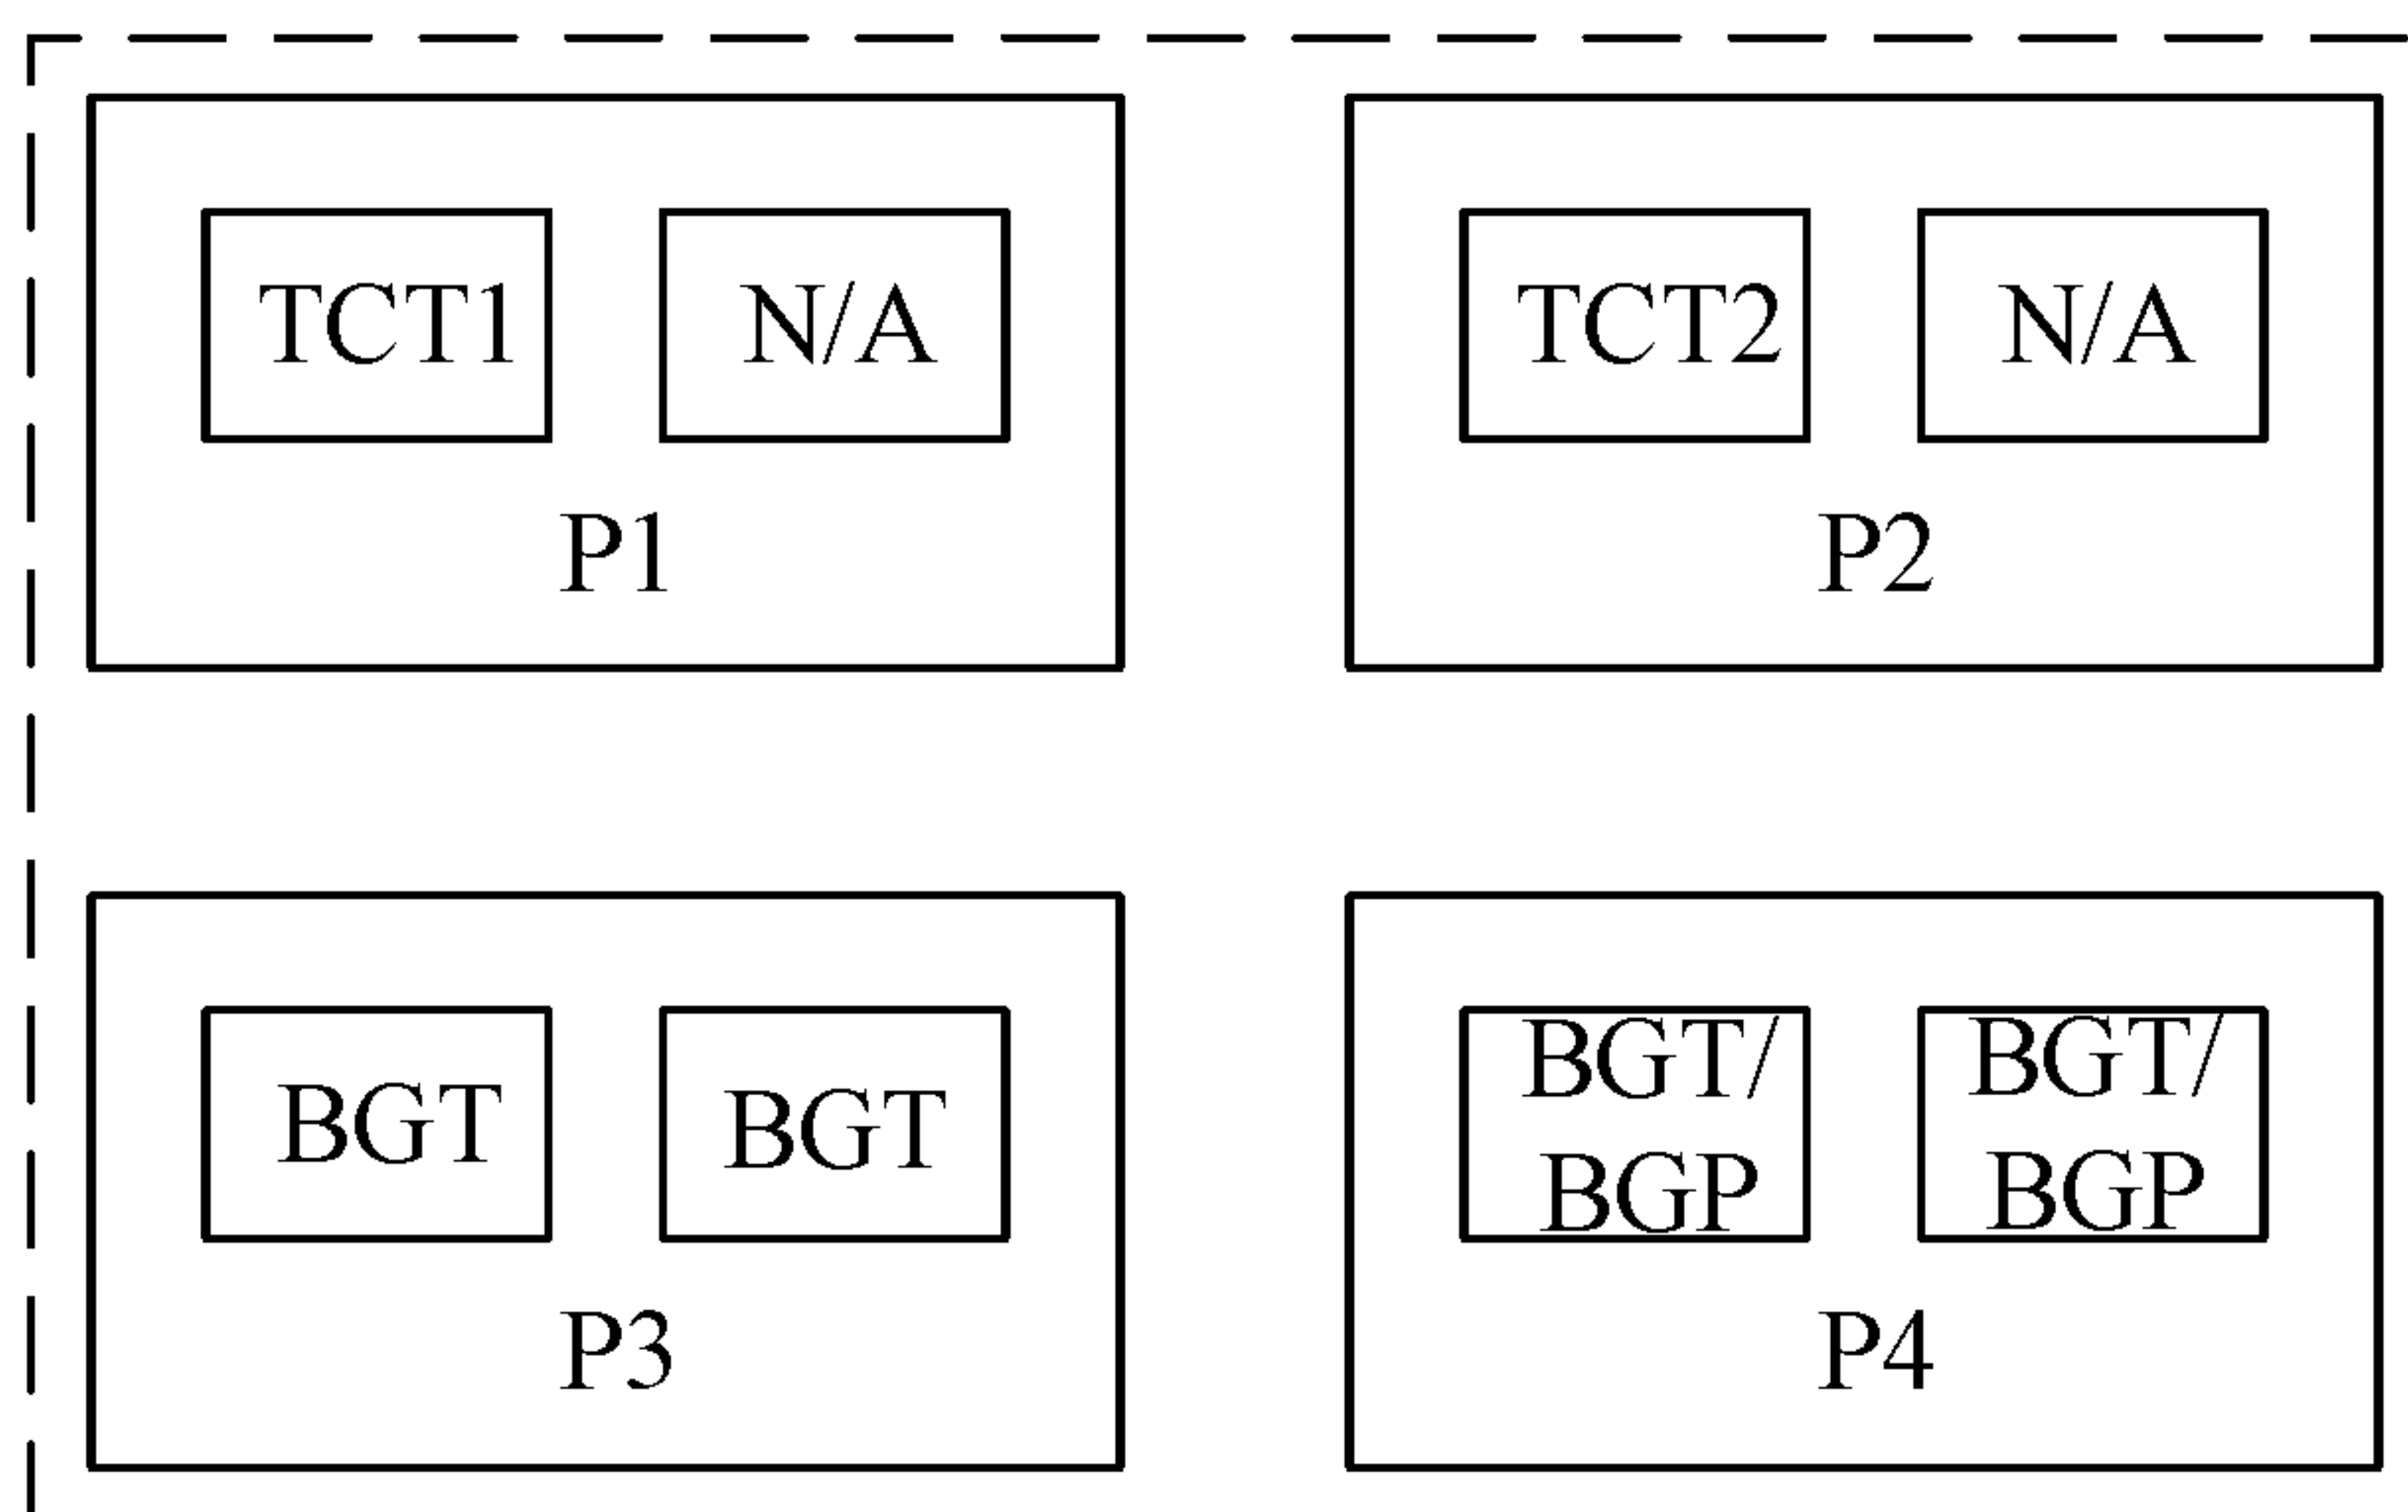 TCT1 N/A
P1
TCT2 N/A
P2
BGT BGT
P3
BGT/ BGT/
BGP BGP
P4